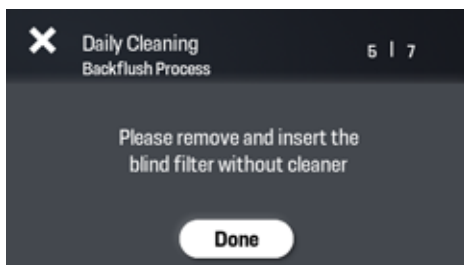 Daily Cleaning
5 | 7
Backflush Process
Please remove and insert the
blind filter without cleaner
Done